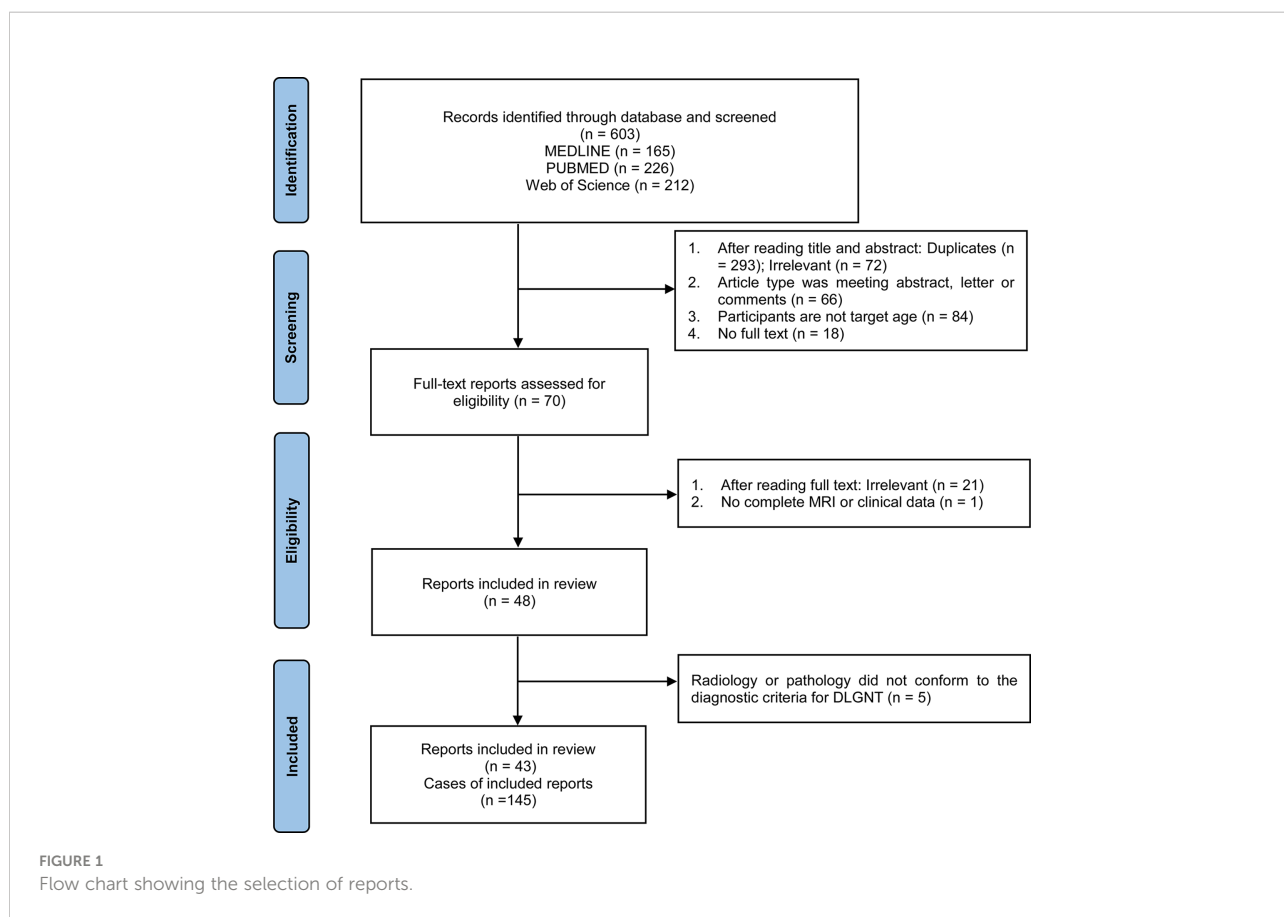 Identification
Records identified through database and screened
(n = 603)
MEDLINE (n = 165)
PUBMED (n = 226)
Web of Science (n = 212)
Screening
1. After reading title and abstract: Duplicates (n
= 293); Irrelevant (n = 72)
2. Article type was meeting abstract, letter or
comments (n = 66)
3. Participants are not target age (n = 84)
4. No full text (n = 18)
Full-text reports assessed for
eligibility (n = 70)
Eligibility
1. After reading full text: Irrelevant (n = 21)
2. No complete MRI or clinical data (n = 1)
Reports included in review
(n = 48)
Included
Radiology or pathology did not conform to the
diagnostic criteria for DLGNT (n = 5)
Reports included in review
(n = 43)
Cases of included reports
(n =145)
FIGURE 1
Flow chart showing the selection of reports.